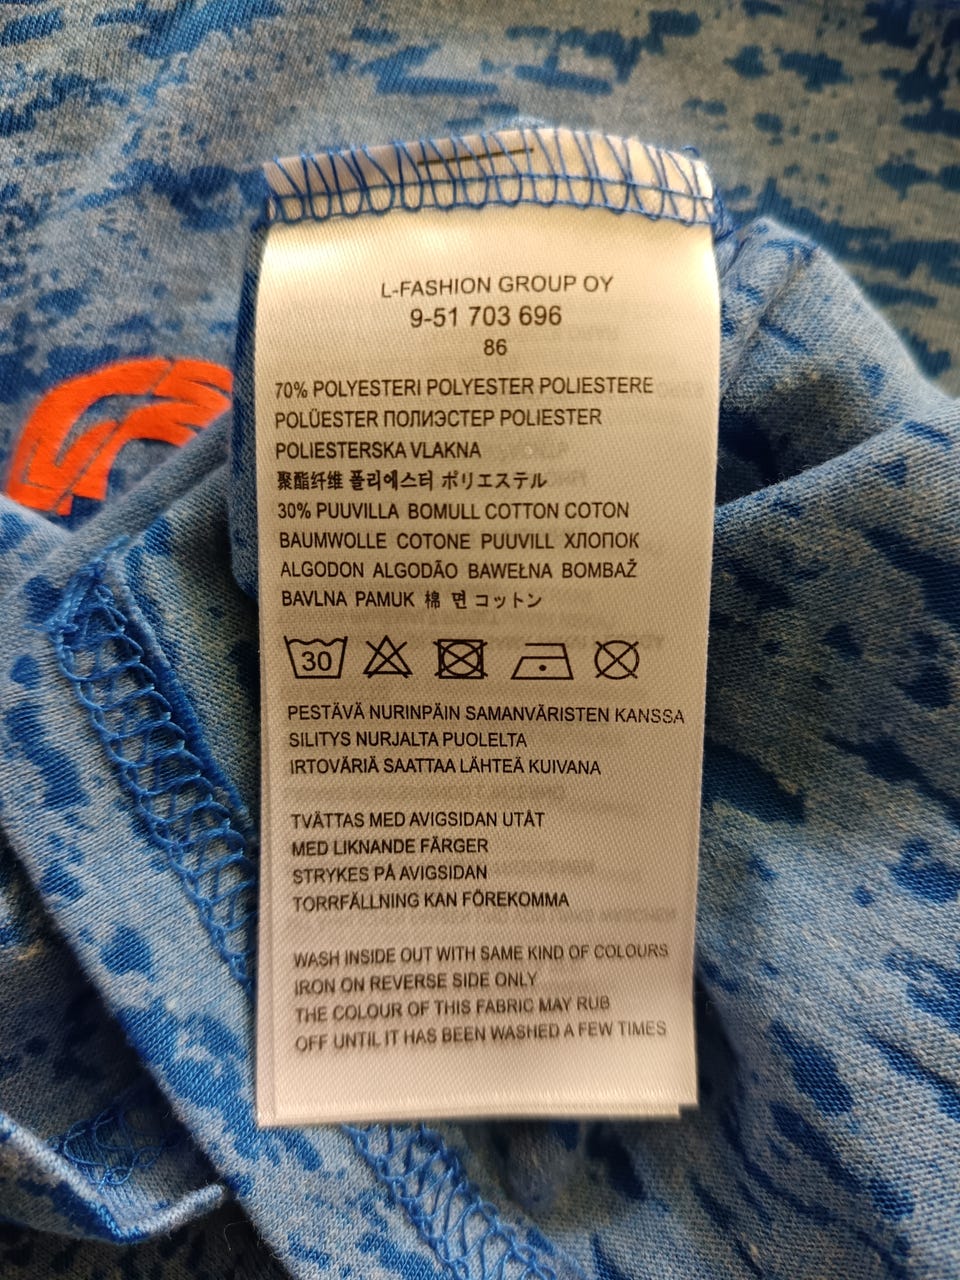 L-FASHION GROUP OY
9-51 703 696
86
70% POLYESTERI POLYESTER POLIESTERE
POLÜESTER ПОЛИЭСТЕР POLIESTER
POLIESTERSKA VLAKNA
聚酯纤维 폴리에스터 ポリエステル
30% PUUVILLA BOMULL COTTON COTON
BAUMWOLLE COTONE PUUVILL ХЛОПОК
ALGODON ALGODÃO BAWEŁNA BOMBAŽ
BAVLNA PAMUK 棉 면 コットン
30
PESTÄVÄ NURINPÄIN SAMANVÄRISTEN KANSSA
SILITYS NURJALTA PUOLELTA
IRTOVÄRIÄ SAATTAA LÄHTEÄ KUIVANA
TVÄTTAS MED AVIGSIDAN UTÅT
MED LIKNANDE FÄRGER
STRYKES PÅ AVIGSIDAN
TORRFÄLLNING KAN FÖREKOMMA
WASH INSIDE OUT WITH SAME KIND OF COLOURS
IRON ON REVERSE SIDE ONLY
THE COLOUR OF THIS FABRIC MAY RUB
OFF UNTIL IT HAS BEEN WASHED A FEW TIMES